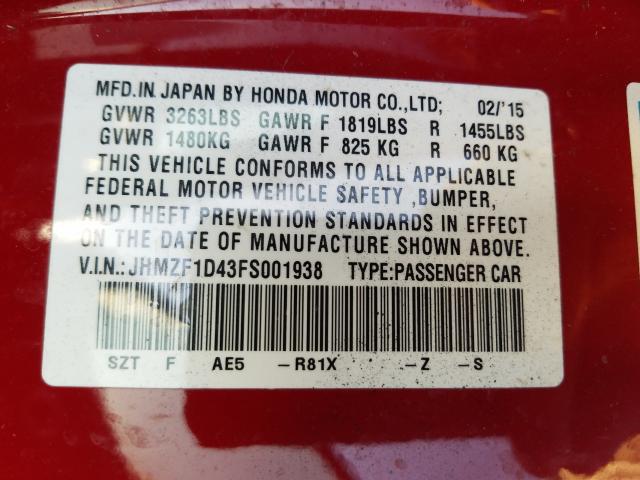 MFD.IN JAPAN BY HONDA MOTOR CO.,LTD; 02/'15
GVWR 3263LBS GAWR F 1819LBS R 1455LBS
GVWR 1480KG GAWR F 825 KG R 660 KG
THIS VEHICLE CONFORMS TO ALL APPLICABLE
FEDERAL MOTOR VEHICLE SAFETY ,BUMPER,
AND THEFT PREVENTION STANDARDS IN EFFECT
ON THE DATE OF MANUFACTURE SHOWN ABOVE.
V.I.N.:JHMZF1D43FS001938 TYPE:PASSENGER CAR
SZT F AE5 -R81X -Z -S